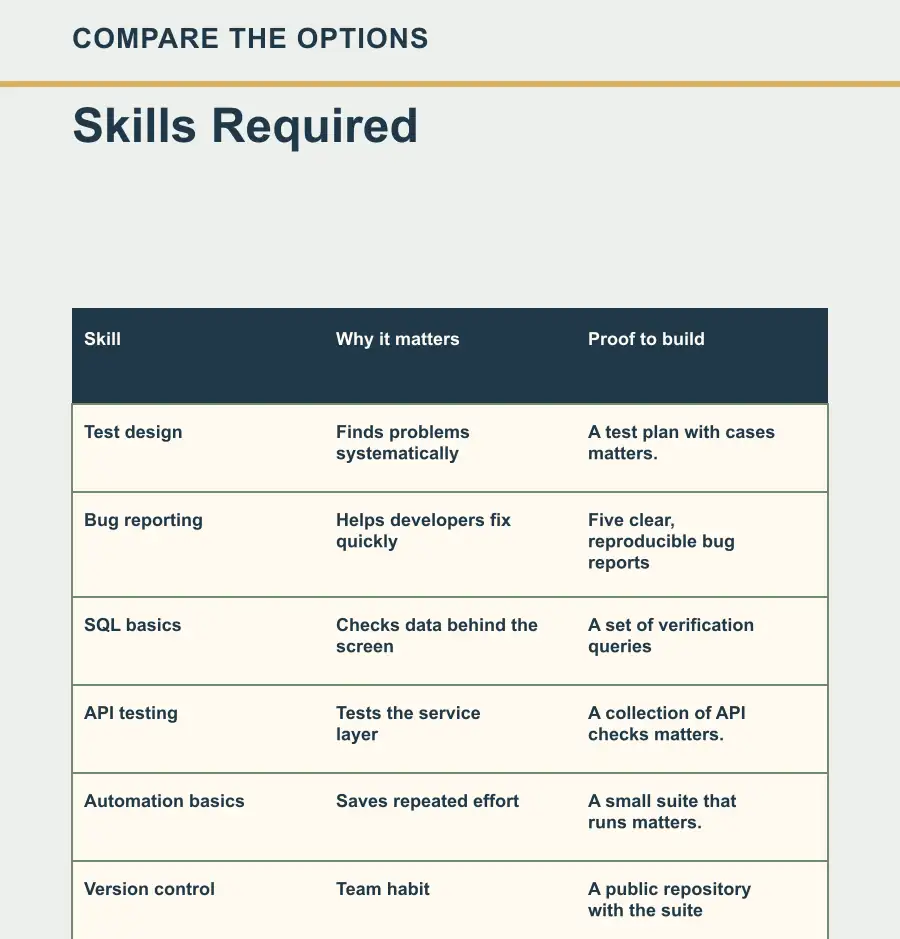 COMPARE THE OPTIONS
Skills Required
Skill
Why it matters
Proof to build
Test design
Finds problems
systematically
A test plan with cases
matters.
Bug reporting
Helps developers fix
quickly
Five clear,
reproducible bug
reports
SQL basics
Checks data behind the
screen
A set of verification
queries
API testing
Tests the service
layer
A collection of API
checks matters.
Automation basics
Saves repeated effort
A small suite that
runs matters.
Version control
Team habit
A public repository
with the suite